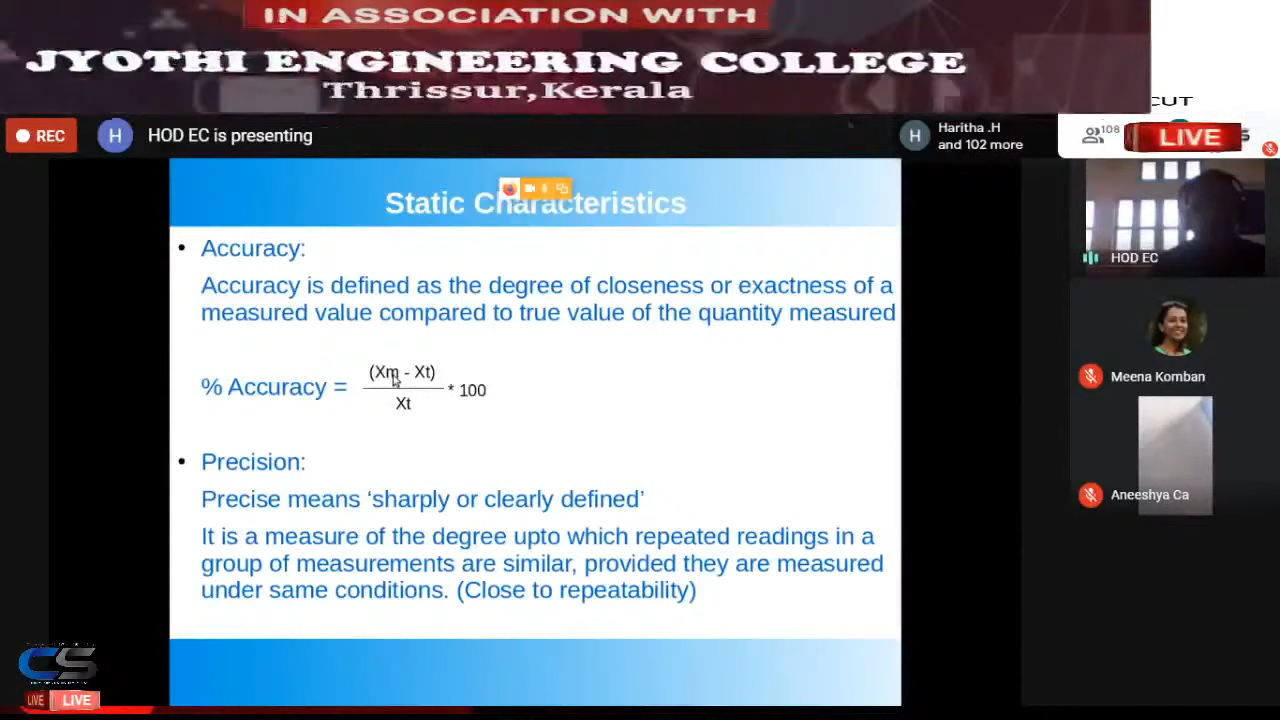 IN ASSOCIATION WITH
JYOTHI ENGINEERING COLLEGE
Thrissur,Kerala
CUT
REC
H
HOD EC is presenting
H
Haritha .H
and 102 more
108
LIVE
Static Characteristics
HOD EC
• Accuracy:
Accuracy is defined as the degree of closeness or exactness of a
measured value compared to true value of the quantity measured
% Accuracy = (Xm - Xt)
Xt
* 100
Meena Komban
• Precision:
Precise means ‘sharply or clearly defined’
Aneeshya Ca
It is a measure of the degree upto which repeated readings in a
group of measurements are similar, provided they are measured
under same conditions. (Close to repeatability)
CS
LIVE LIVE